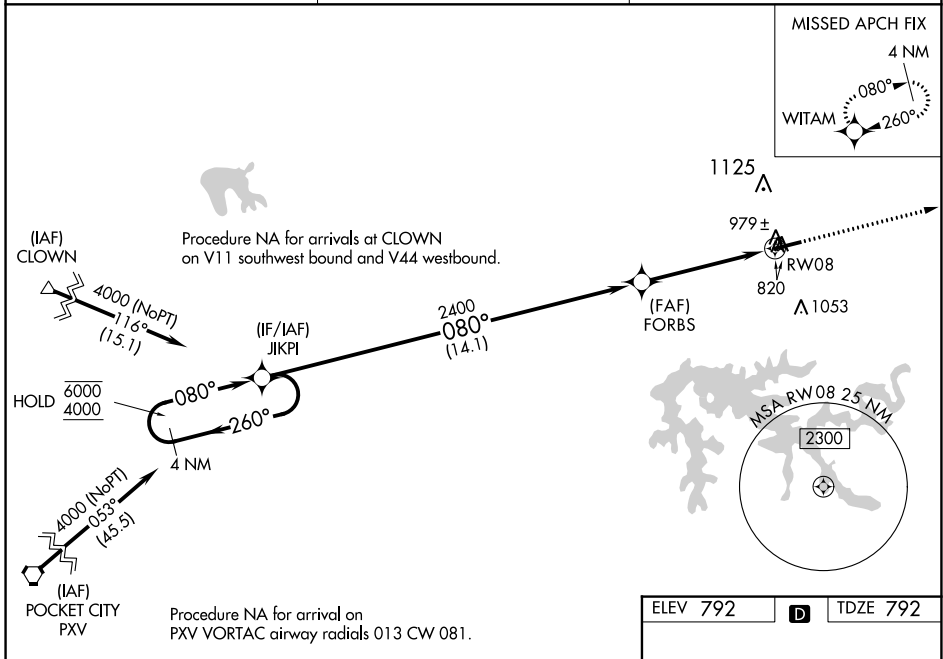 MISSED APCH FIX
4 NM
080°
260°
WITAM
1125
979 ±
RW08
820
1053
Procedure NA for arrivals at CLOWN
on V11 southwest bound and V44 westbound.
(IAF)
CLOWN
4000 (NoPT)
116°
(15.1)
(IF/IAF)
JIKPI
2400
080°
(14.1)
(FAF)
FORBS
HOLD
6000
4000
080°
260°
4 NM
MSA RW08 25 NM
2300
4000 (NoPT)
053°
(45.5)
(IAF)
POCKET CITY
PXV
Procedure NA for arrival on
PXV VORTAC airway radials 013 CW 081.
ELEV 792
D
TDZE 792